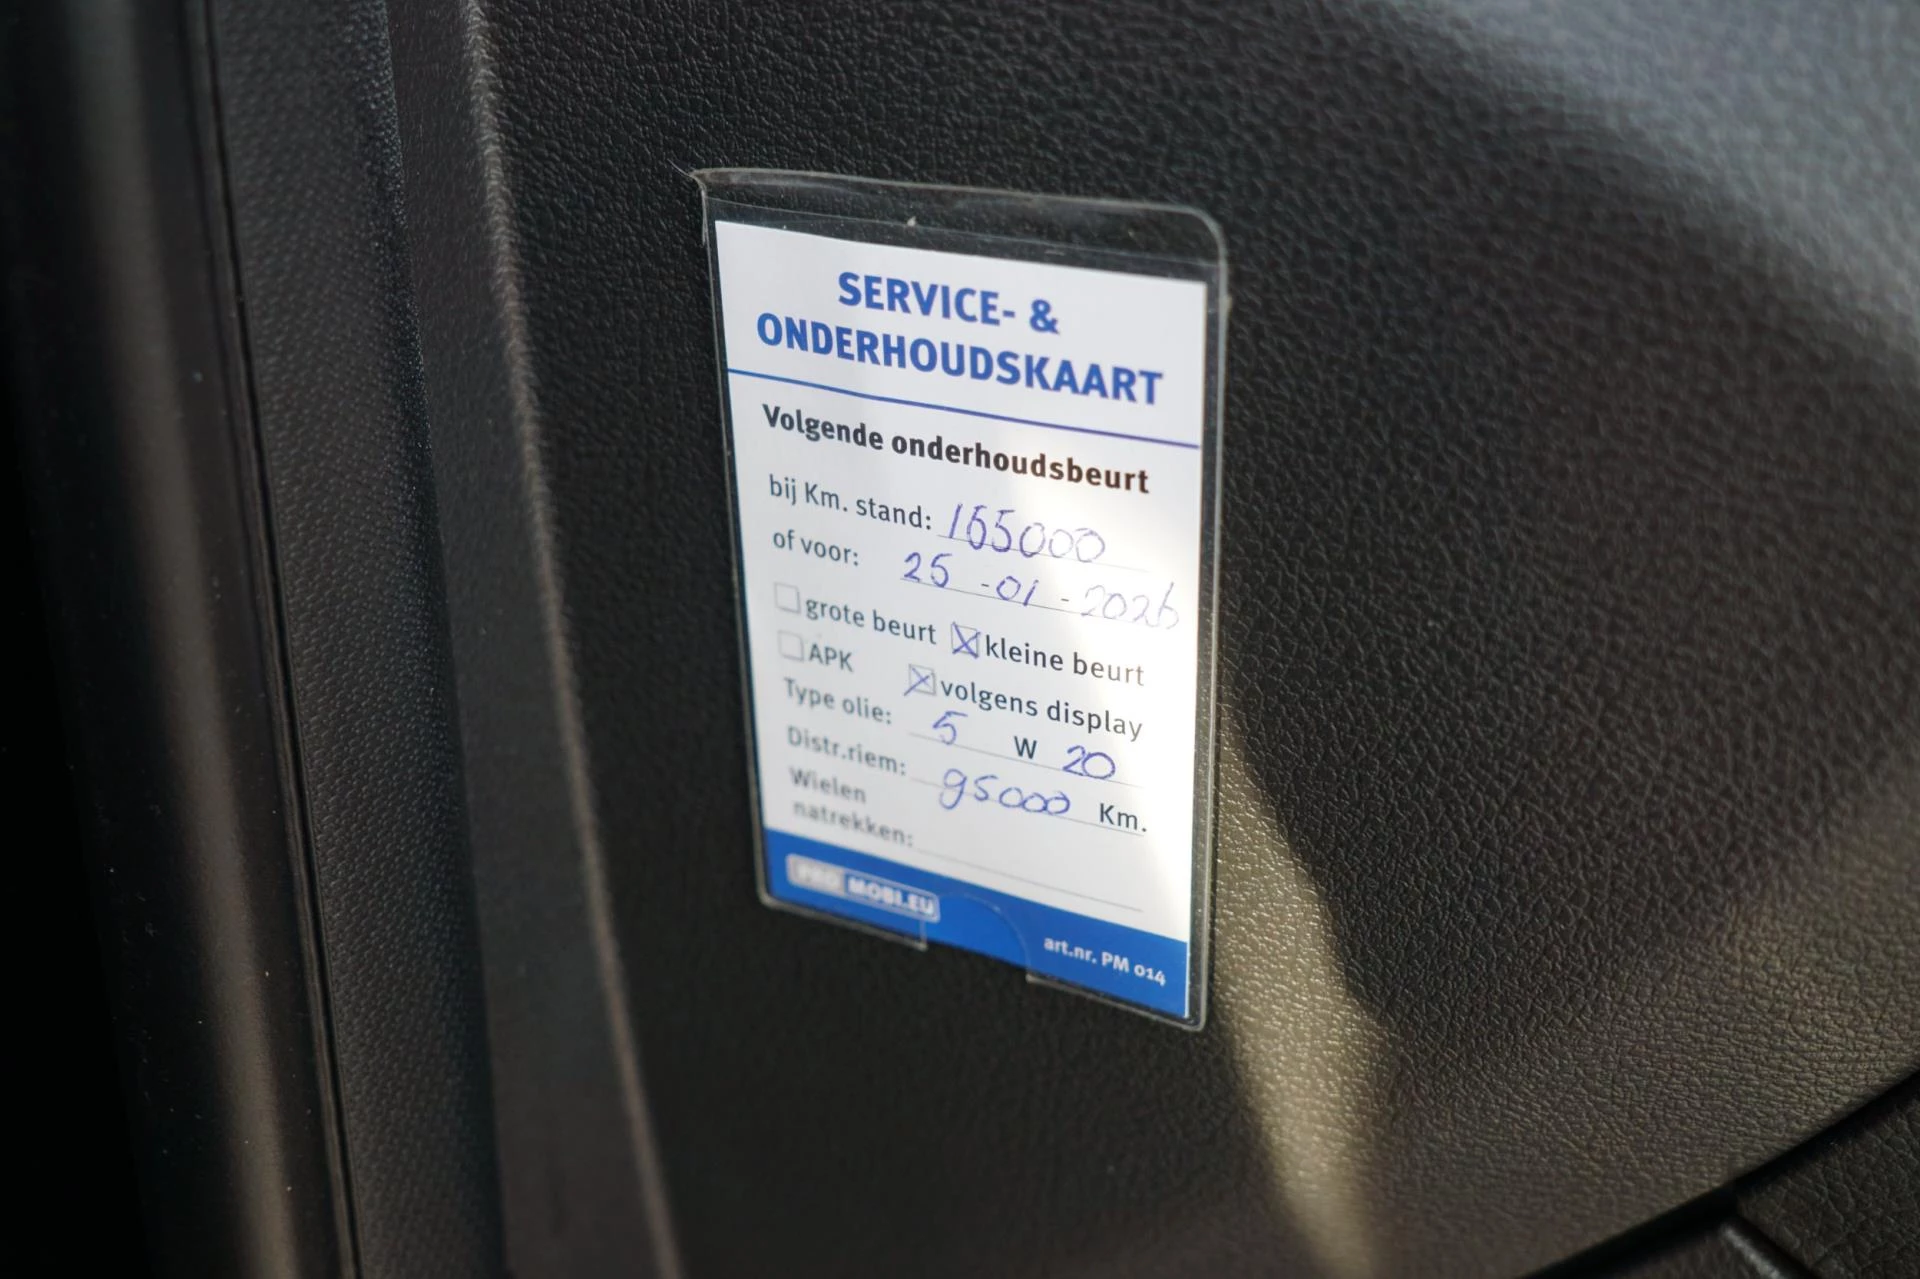 SERVICE- &
ONDERHOUDSKAART
Volgende onderhoudsbeurt
bij Km. stand: 165000
of voor: 25 -01 - 2026
grote beurt kleine beurt
APK volgens display
Type olie: 5 W 20
Distr.riem: 95000 Km.
Wielen
natrekken:
PRO MOBI.EU
art.nr. PM 014